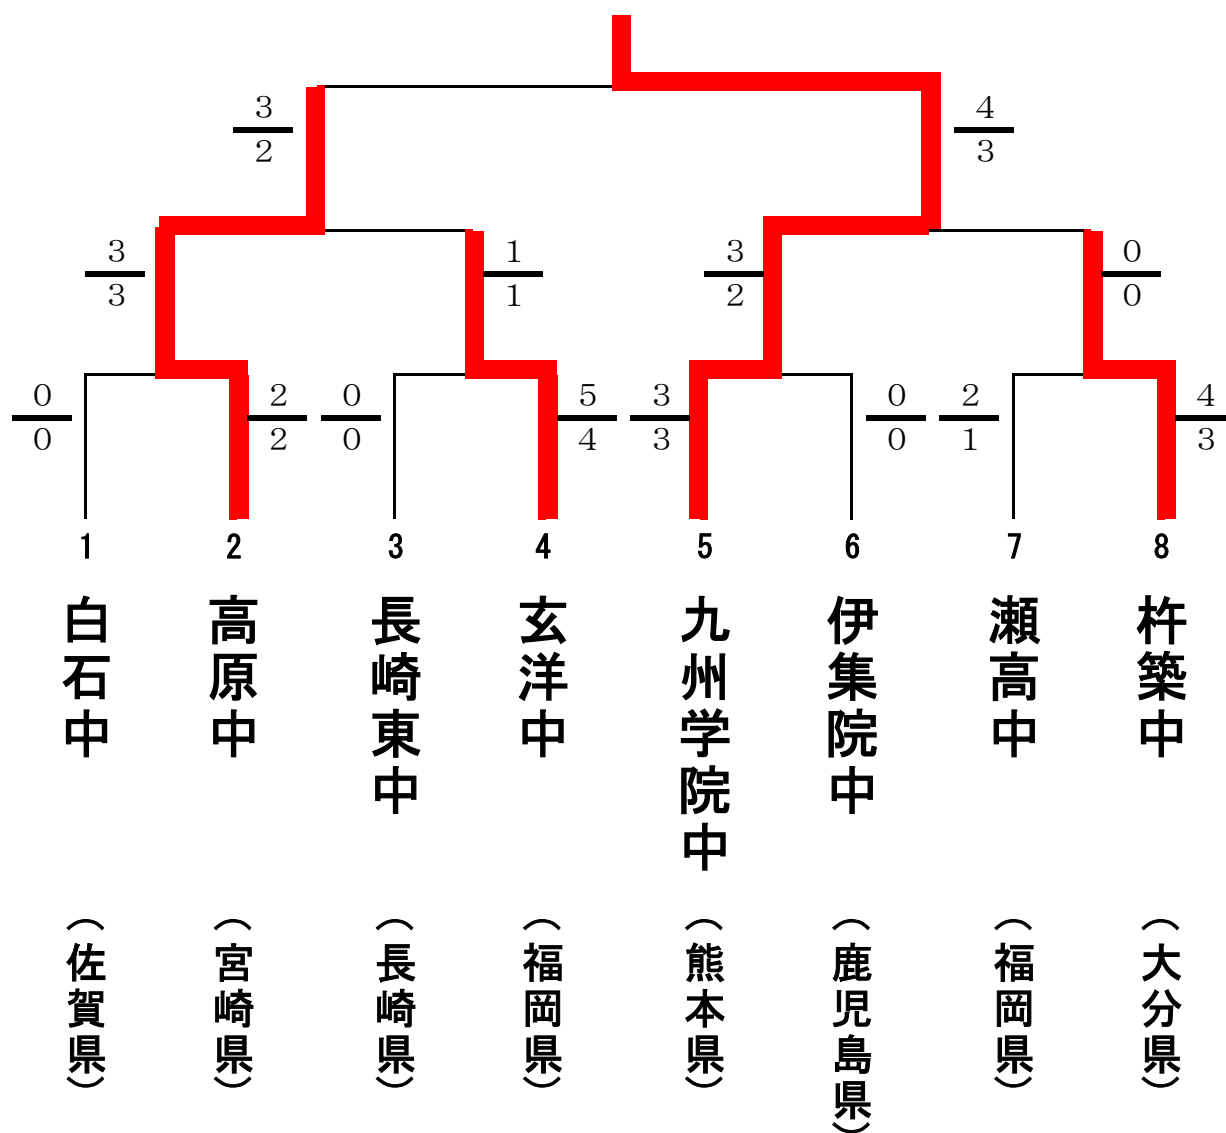 ３ ４
２ ３
３ １ ３ ０
３ １ ２ ０
０ ２ ０ ５ ３ ０ ２ ４
０ ２ ０ ４ ３ ０ １ ３
1 2 3 4 5 6 7 8
白石中
高原中
長崎東中
玄洋中
九州学院中
伊集院中
瀬高中
杵築中
（佐賀県）
（宮崎県）
（長崎県）
（福岡県）
（熊本県）
（鹿児島県）
（福岡県）
（大分県）